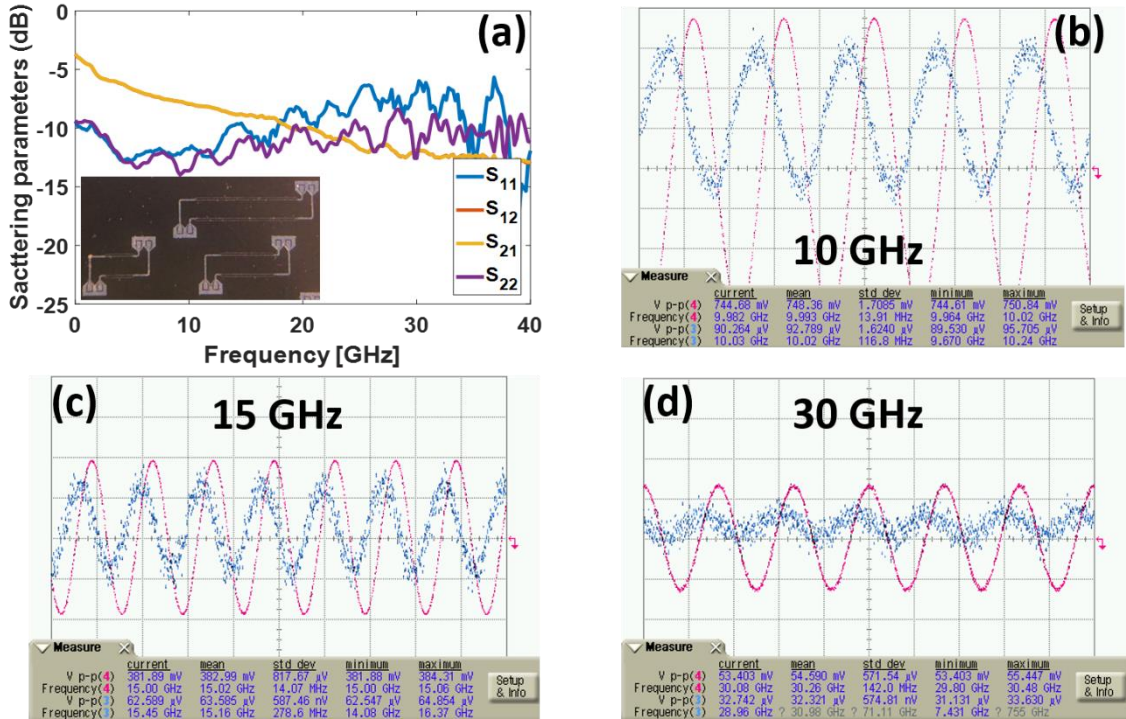 (a)
Sacttering parameters (dB)
0
-5
-10
-15
-20
-25
0 10 20 30 40
Frequency [GHz]
S11
S12
S21
S22
(b)
10 GHz
Measure
current mean std dev minimum maximum
V p-p(4) 744.68 mV 748.36 mV 1.7085 mV 744.61 mV 750.84 mV
Frequency(4) 9.982 GHz 9.993 GHz 13.91 MHz 9.964 GHz 10.02 GHz
V p-p(3) 90.264 µV 92.789 µV 1.6240 µV 89.530 µV 95.705 µV
Frequency(3) 10.03 GHz 10.02 GHz 116.8 MHz 9.670 GHz 10.24 GHz
Setup
& Info
(c)
15 GHz
Measure
current mean std dev minimum maximum
V p-p(4) 381.89 mV 382.99 mV 817.67 µV 381.88 mV 384.31 mV
Frequency(4) 15.00 GHz 15.02 GHz 14.07 MHz 15.00 GHz 15.06 GHz
V p-p(3) 62.589 µV 63.585 µV 587.46 nV 62.547 µV 64.854 µV
Frequency(3) 15.45 GHz 15.16 GHz 278.6 MHz 14.08 GHz 16.37 GHz
Setup
& Info
(d)
30 GHz
Measure
current mean std dev minimum maximum
V p-p(4) 53.403 mV 54.590 mV 571.54 µV 53.403 mV 55.447 mV
Frequency(4) 30.08 GHz 30.26 GHz 142.0 MHz 29.80 GHz 30.48 GHz
V p-p(3) 32.742 µV 32.321 µV 574.81 nV 31.131 µV 33.630 µV
Frequency(3) 28.96 GHz ? 30.98 GHz ? 71.11 GHz ? 7.431 GHz ? 755 GHz
Setup
& Info